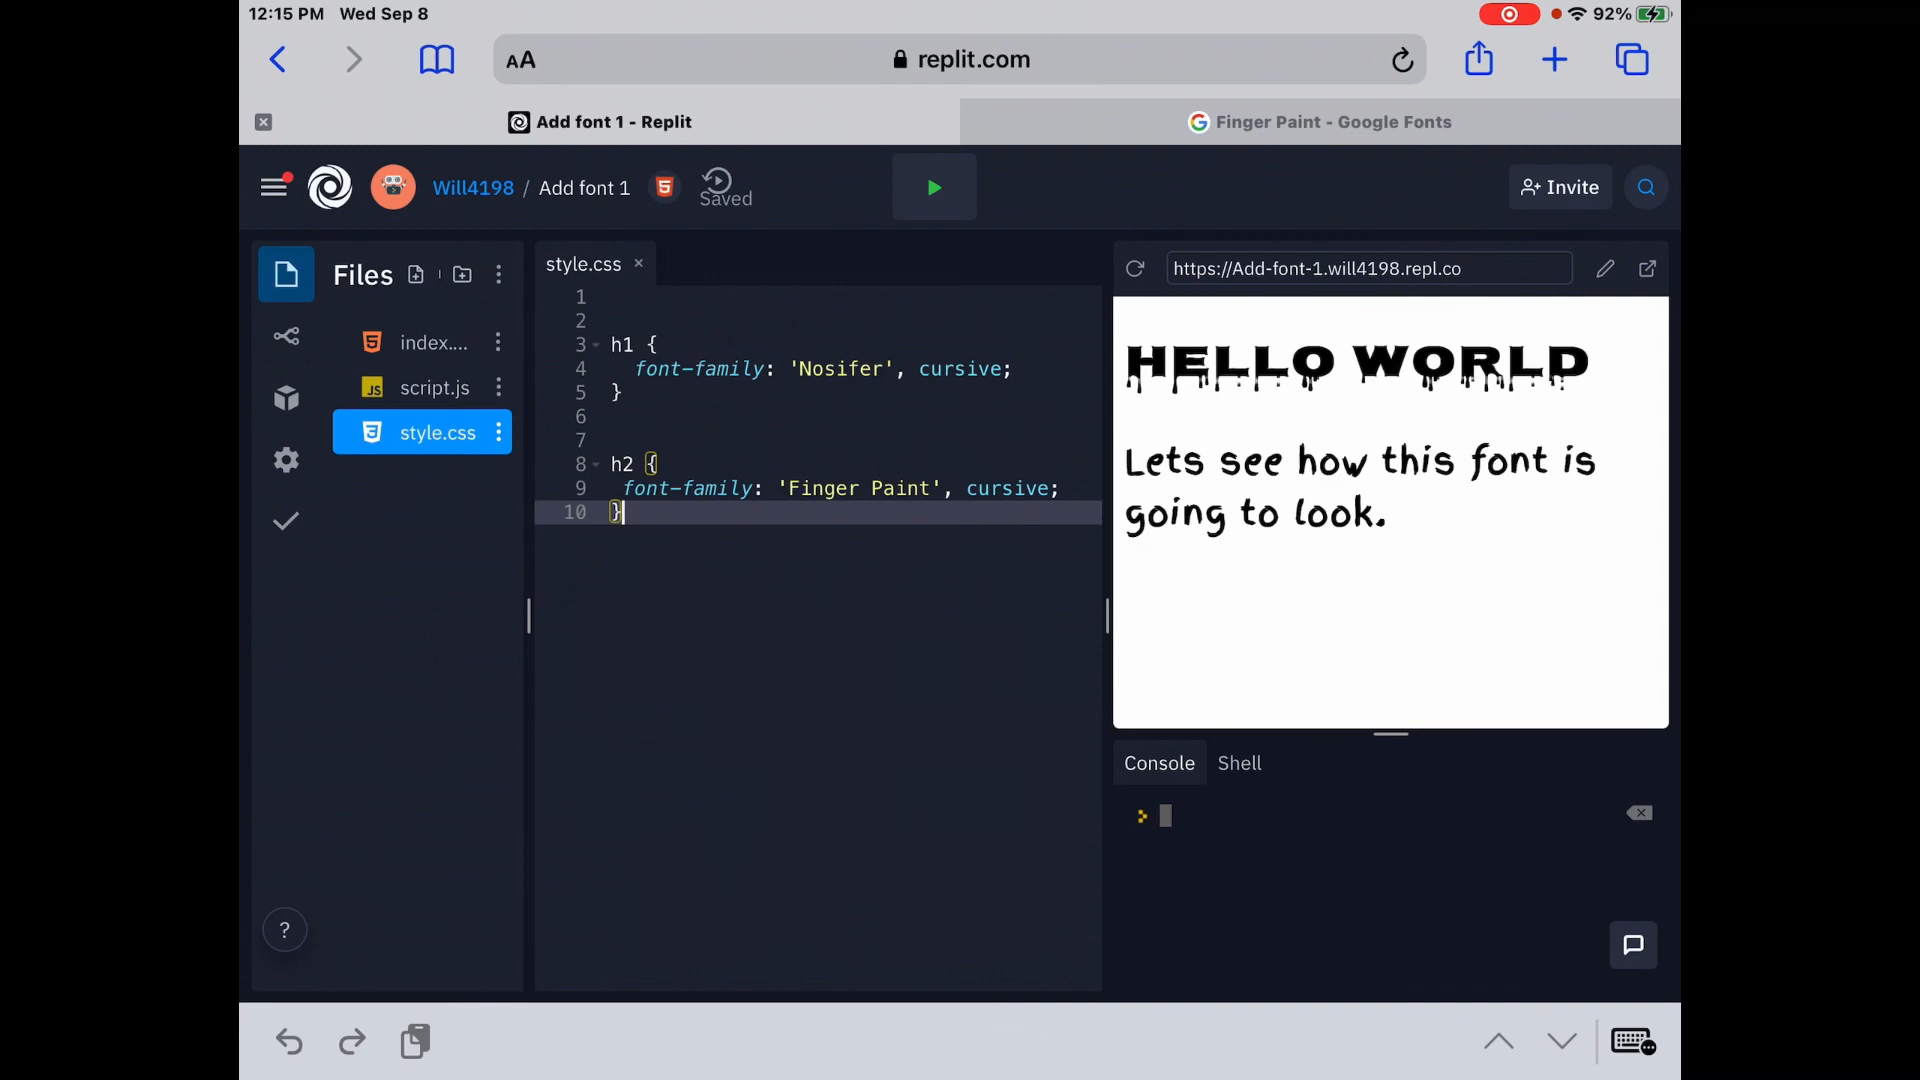 12:15 PM Wed Sep 8
92%
AA
replit.com
Add font 1 - Replit
Finger Paint - Google Fonts
Will4198 / Add font 1
Saved
Invite
Files
index....
script.js
style.css
style.css ×
https://Add-font-1.will4198.repl.co
1
2
3 h1 {
4 font-family: 'Nosifer', cursive;
5 }
6
7
8 h2 {
9 font-family: 'Finger Paint', cursive;
10 }
HELLO WORLD
Lets see how this font is
going to look.
Console Shell
>
?